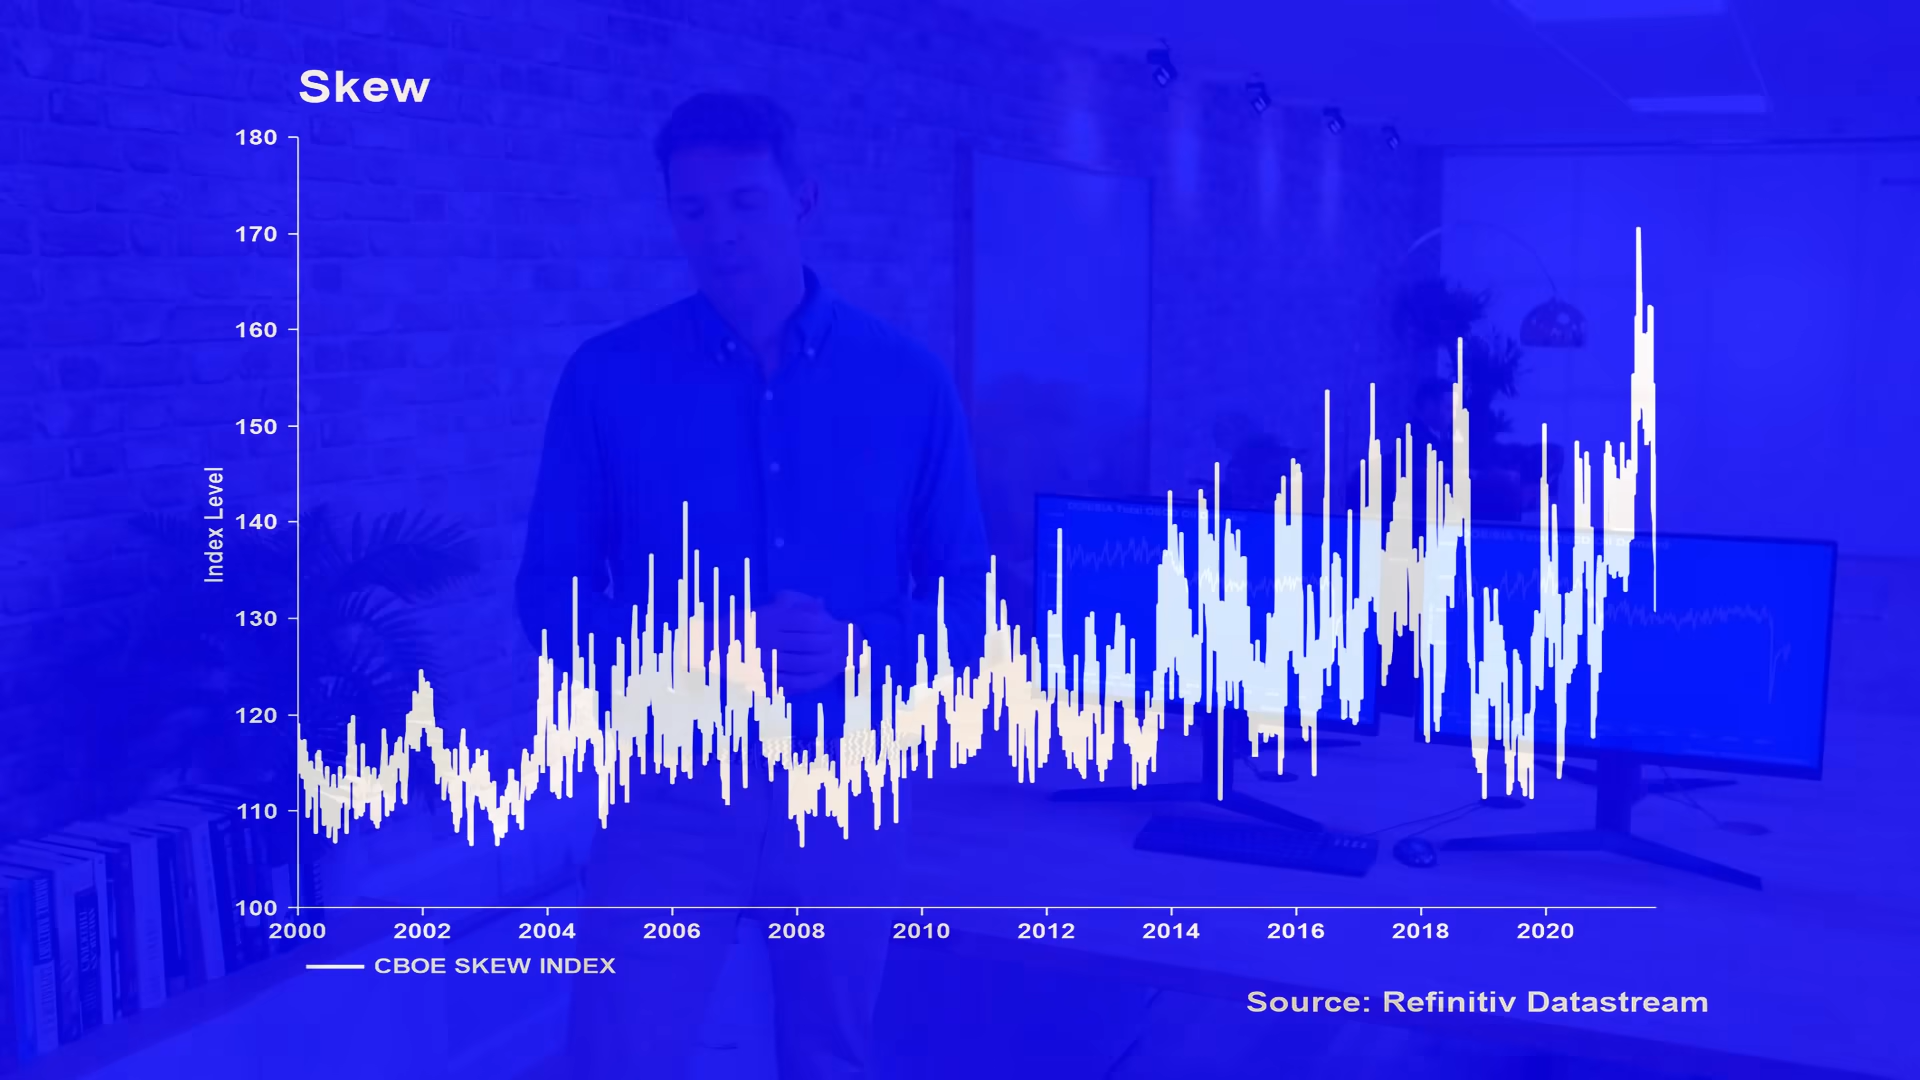 Skew
180
170
160
150
140
130
120
110
100
Index Level
2000 2002 2004 2006 2008 2010 2012 2014 2016 2018 2020
CBOE SKEW INDEX
Source: Refinitiv Datastream